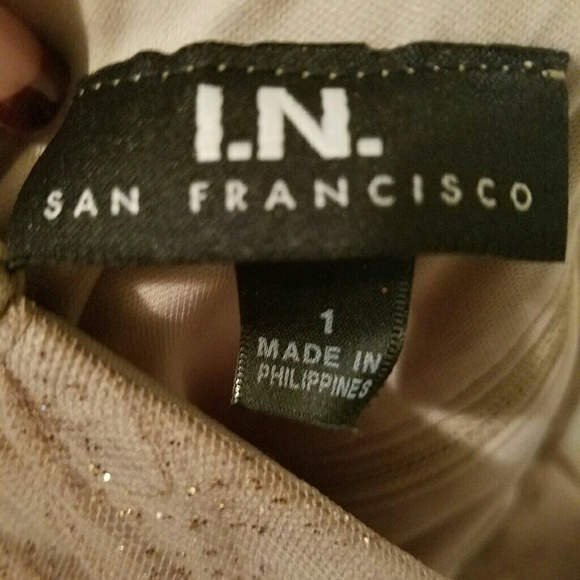 I.N.
SAN FRANCISCO
1
MADE IN
PHILIPPINES